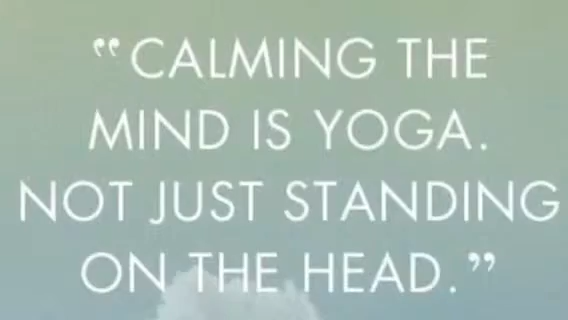 “CALMING THE
MIND IS YOGA.
NOT JUST STANDING
ON THE HEAD.”